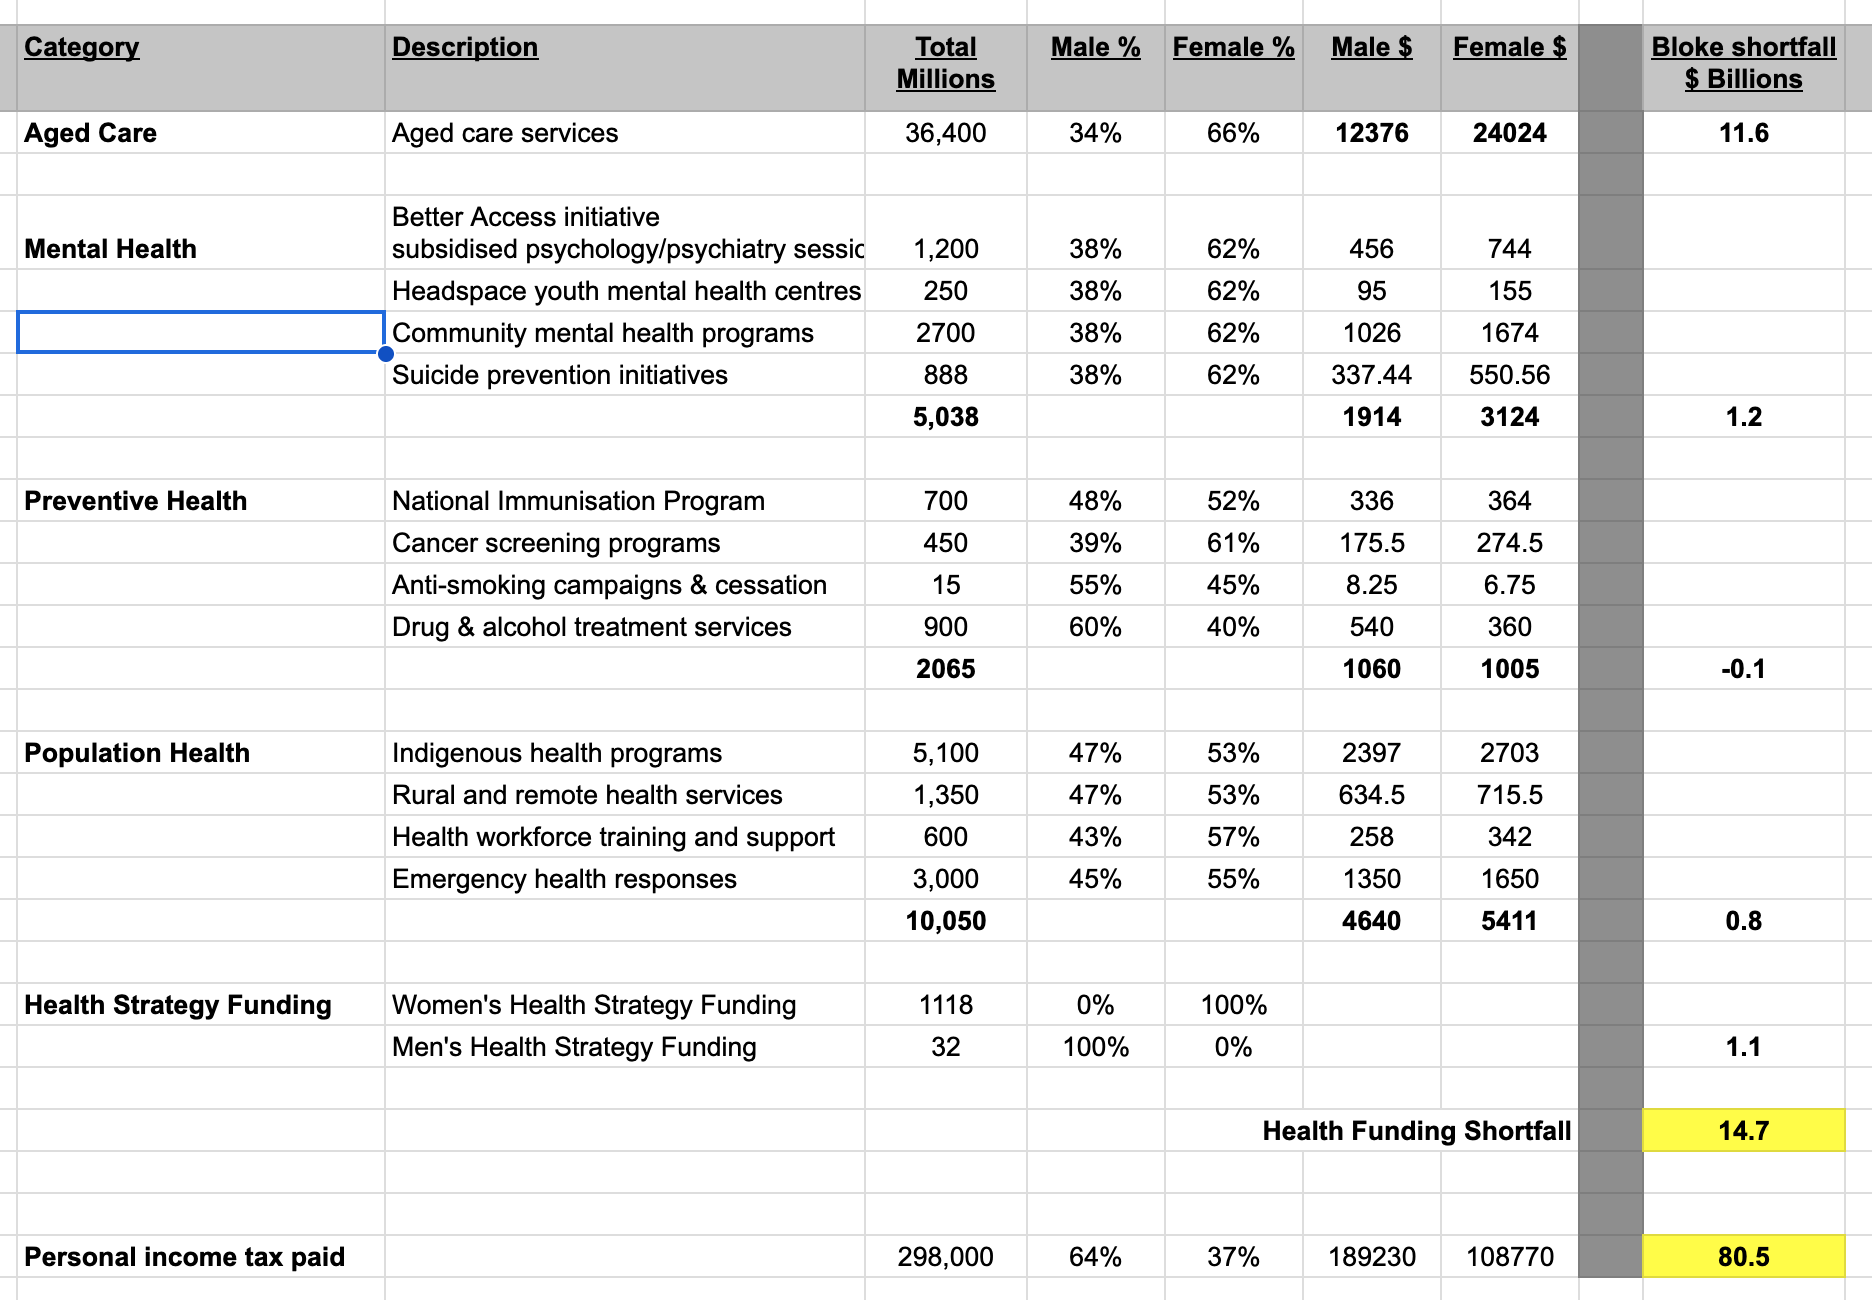 Category Description Total Millions Male % Female % Male $ Female $ Bloke shortfall $ Billions
Aged Care Aged care services 36,400 34% 66% 12376 24024 11.6
Better Access initiative
Mental Health subsidised psychology/psychiatry sessic 1,200 38% 62% 456 744
Headspace youth mental health centres 250 38% 62% 95 155
Community mental health programs 2700 38% 62% 1026 1674
Suicide prevention initiatives 888 38% 62% 337.44 550.56
5,038 1914 3124 1.2
Preventive Health National Immunisation Program 700 48% 52% 336 364
Cancer screening programs 450 39% 61% 175.5 274.5
Anti-smoking campaigns & cessation 15 55% 45% 8.25 6.75
Drug & alcohol treatment services 900 60% 40% 540 360
2065 1060 1005 -0.1
Population Health Indigenous health programs 5,100 47% 53% 2397 2703
Rural and remote health services 1,350 47% 53% 634.5 715.5
Health workforce training and support 600 43% 57% 258 342
Emergency health responses 3,000 45% 55% 1350 1650
10,050 4640 5411 0.8
Health Strategy Funding Women's Health Strategy Funding 1118 0% 100%
Men's Health Strategy Funding 32 100% 0% 1.1
Health Funding Shortfall 14.7
Personal income tax paid 298,000 64% 37% 189230 108770 80.5